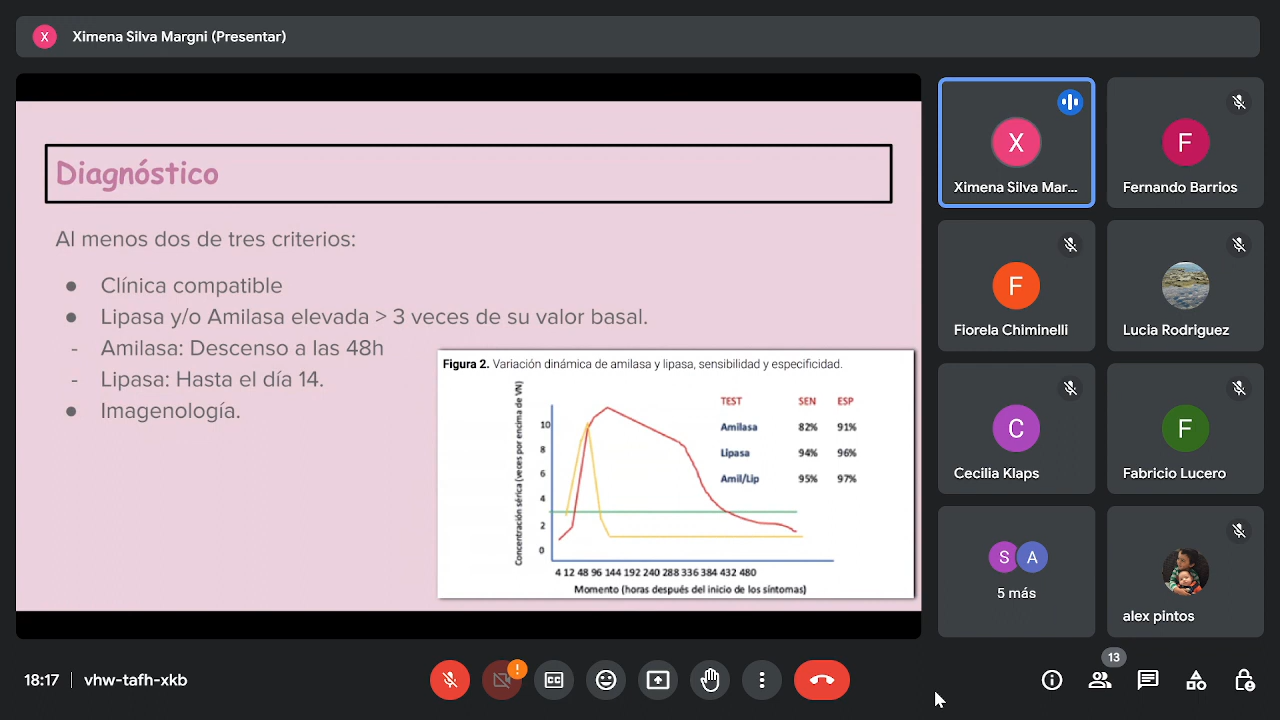 X Ximena Silva Margni (Presentar)
Diagnóstico
Al menos dos de tres criterios:
● Clínica compatible
● Lipasa y/o Amilasa elevada > 3 veces de su valor basal.
- Amilasa: Descenso a las 48h
- Lipasa: Hasta el día 14.
● Imagenología.
Figura 2. Variación dinámica de amilasa y lipasa, sensibilidad y especificidad.
Concentración sérica (veces por encima de VN)
10
8
6
4
2
0
TEST SEN ESP
Amilasa 82% 91%
Lipasa 94% 96%
Amil/Lip 95% 97%
4 12 48 96 144 192 240 288 336 384 432 480
Momento (horas después del inicio de los síntomas)
X
Ximena Silva Mar...
F
Fernando Barrios
F
Fiorela Chiminelli
Lucia Rodriguez
C
Cecilia Klaps
F
Fabricio Lucero
S A
5 más
alex pintos
18:17 | vhw-tafh-xkb
!
CC
13